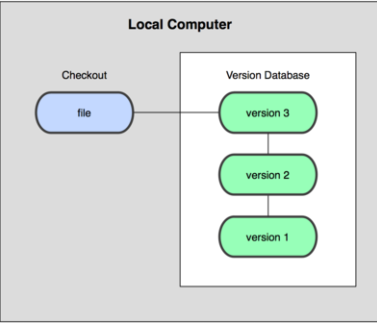 Local Computer
Checkout
Version Database
file
version 3
version 2
version 1